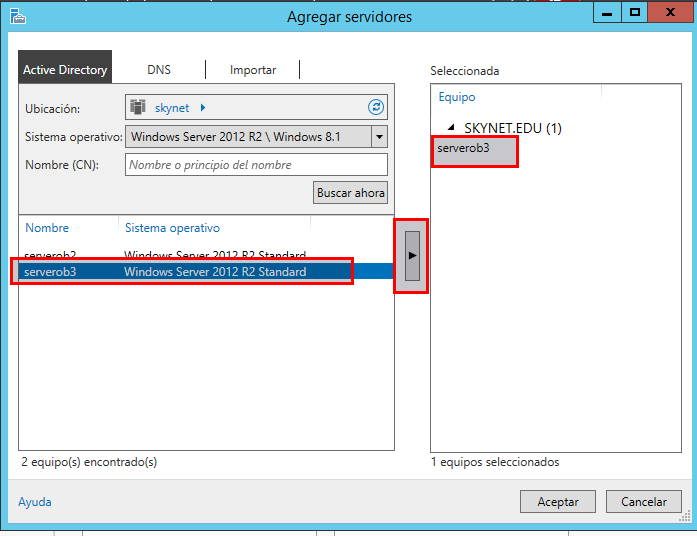 Agregar servidores
Active Directory
DNS
Importar
Ubicación:
skynet
Sistema operativo:
Windows Server 2012 R2 \ Windows 8.1
Nombre (CN):
Nombre o principio del nombre
Buscar ahora
Nombre
Sistema operativo
serverob2 Windows Server 2012 R2 Standard
serverob3 Windows Server 2012 R2 Standard
2 equipo(s) encontrado(s)
Seleccionada
Equipo
SKYNET.EDU (1)
serverob3
1 equipos seleccionados
Ayuda
Aceptar
Cancelar